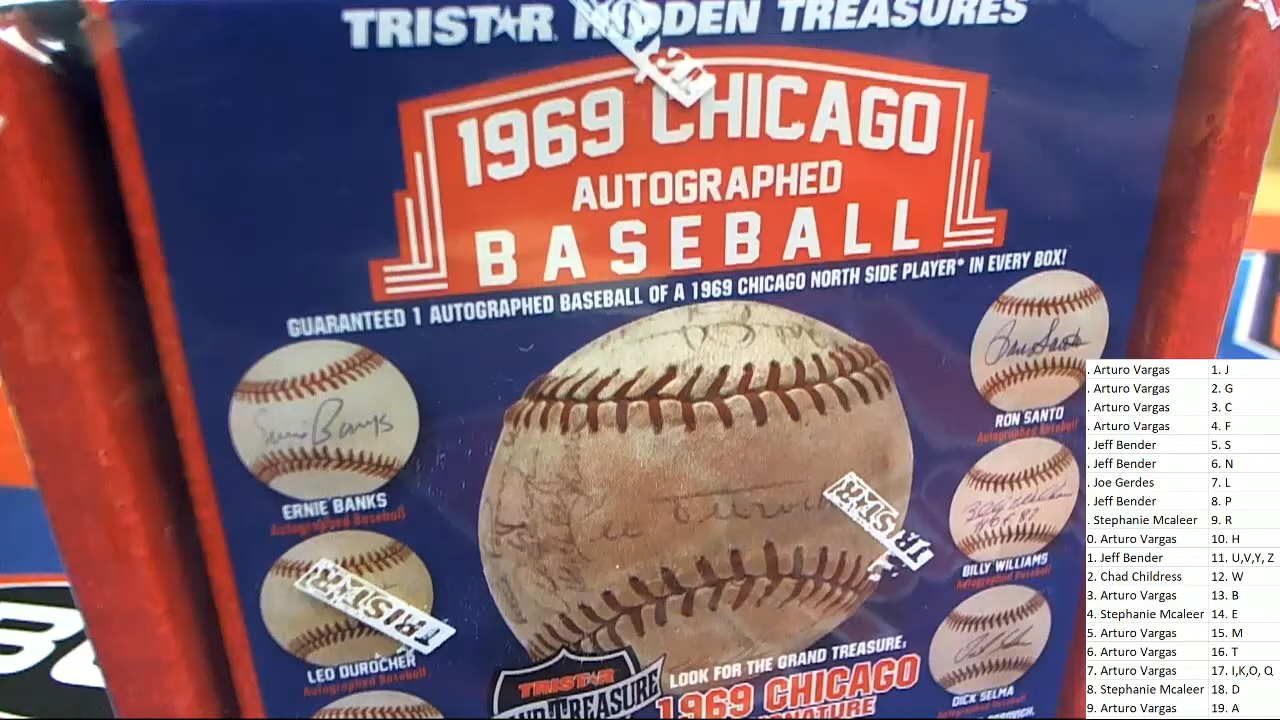 TRISTAR HIDDEN TREASURES
1969 CHICAGO
AUTOGRAPHED
BASEBALL
GUARANTEED 1 AUTOGRAPHED BASEBALL OF A 1969 CHICAGO NORTH SIDE PLAYER* IN EVERY BOX!
ERNIE BANKS
Autographed Baseball
LEO DUROCHER
Autographed Baseball
RON SANTO
Autographed Baseball
BILLY WILLIAMS
Autographed Baseball
DICK SELMA
Autographed Baseball
TRISTAR
TRISTAR
TRISTAR
LOOK FOR THE GRAND TREASURE,
1969 CHICAGO
. Arturo Vargas 1. J
. Arturo Vargas 2. G
. Arturo Vargas 3. C
. Arturo Vargas 4. F
. Jeff Bender 5. S
. Jeff Bender 6. N
. Joe Gerdes 7. L
. Jeff Bender 8. P
. Stephanie Mcaleer 9. R
0. Arturo Vargas 10. H
1. Jeff Bender 11. U,V,Y, Z
2. Chad Childress 12. W
3. Arturo Vargas 13. B
4. Stephanie Mcaleer 14. E
5. Arturo Vargas 15. M
6. Arturo Vargas 16. T
7. Arturo Vargas 17. I,K,O, Q
8. Stephanie Mcaleer 18. D
9. Arturo Vargas 19. A